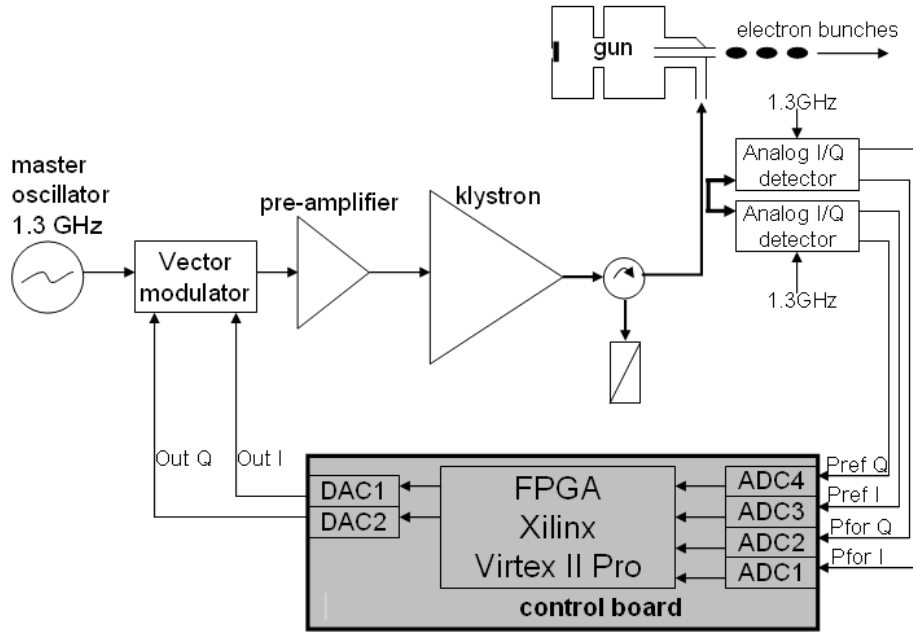 electron bunches
gun
1.3GHz
Analog I/Q
detector
Analog I/Q
detector
1.3GHz
master
oscillator
1.3 GHz
pre-amplifier
klystron
Vector
modulator
Out Q
Out I
DAC1
DAC2
FPGA
Xilinx
Virtex II Pro
ADC4
ADC3
ADC2
ADC1
Pref Q
Pref I
Pfor Q
Pfor I
control board